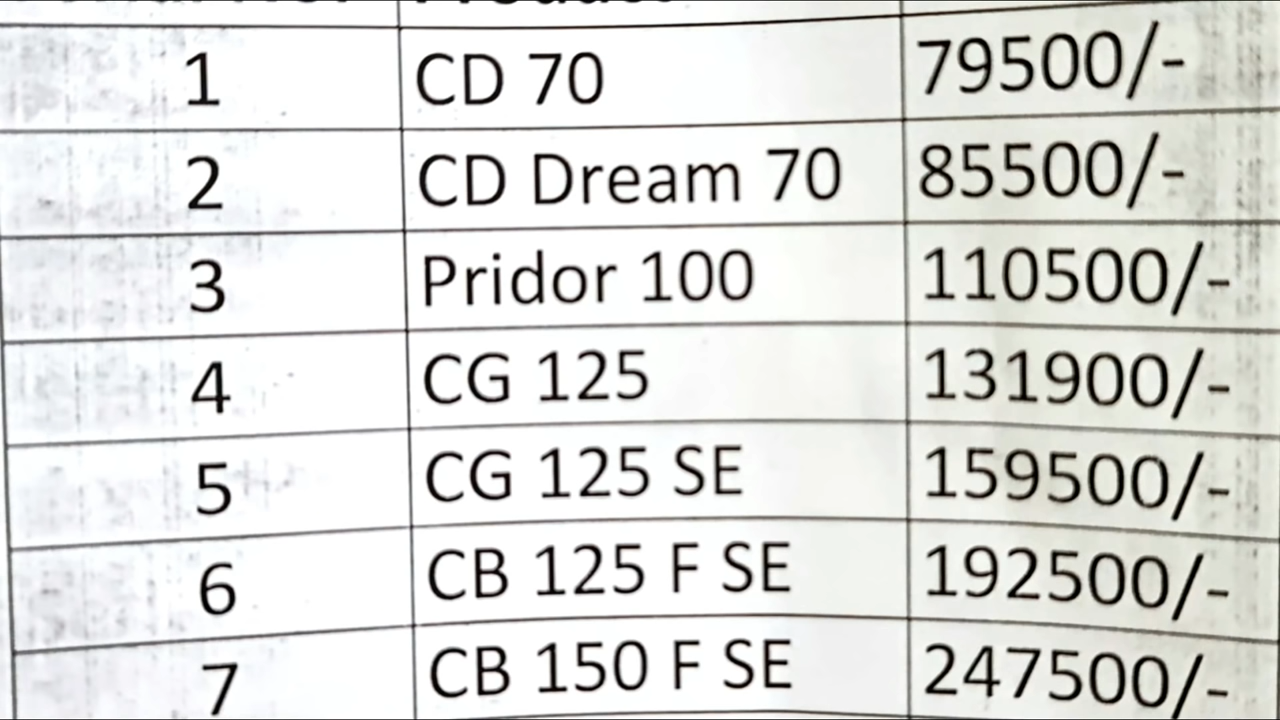 1 CD 70 79500/-
2 CD Dream 70 85500/-
3 Pridor 100 110500/-
4 CG 125 131900/-
5 CG 125 SE 159500/-
6 CB 125 F SE 192500/-
7 CB 150 F SE 247500/-